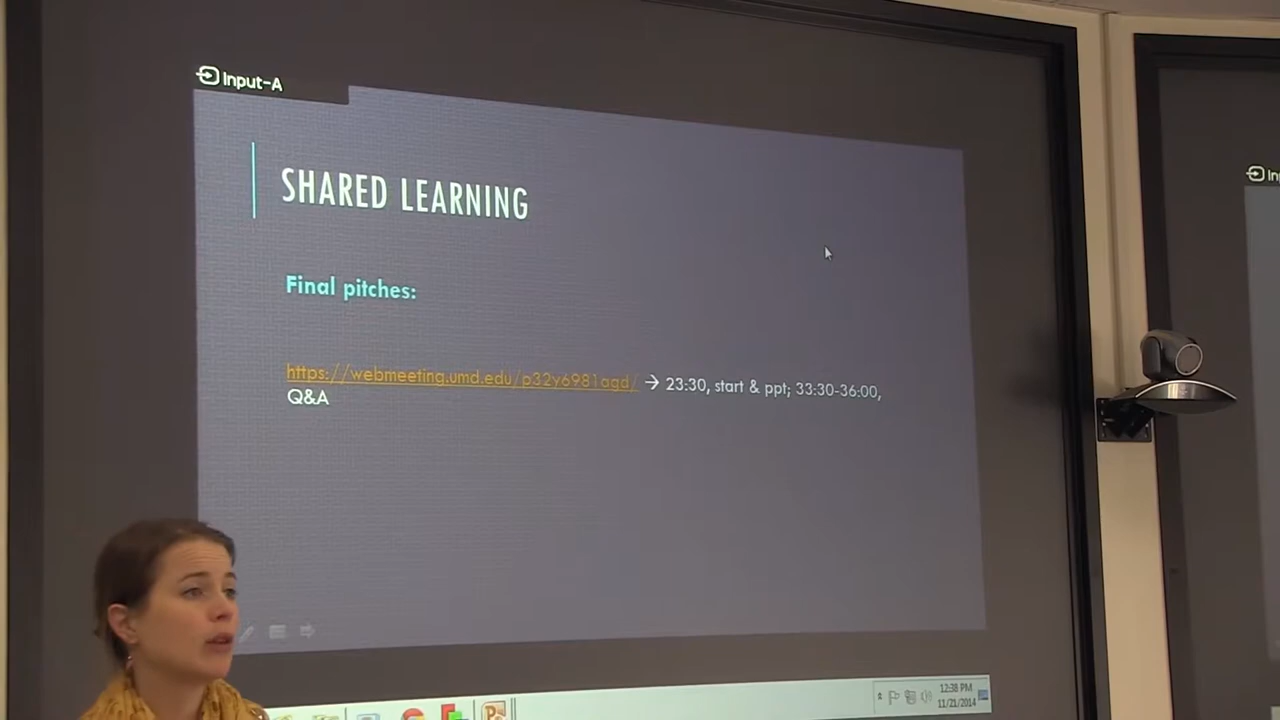 Input-A
SHARED LEARNING
Final pitches:
https://webmeeting.umd.edu/p32y6981agd/ → 23:30, start & ppt; 33:30-36:00,
Q&A
12:38 PM
11/21/2014